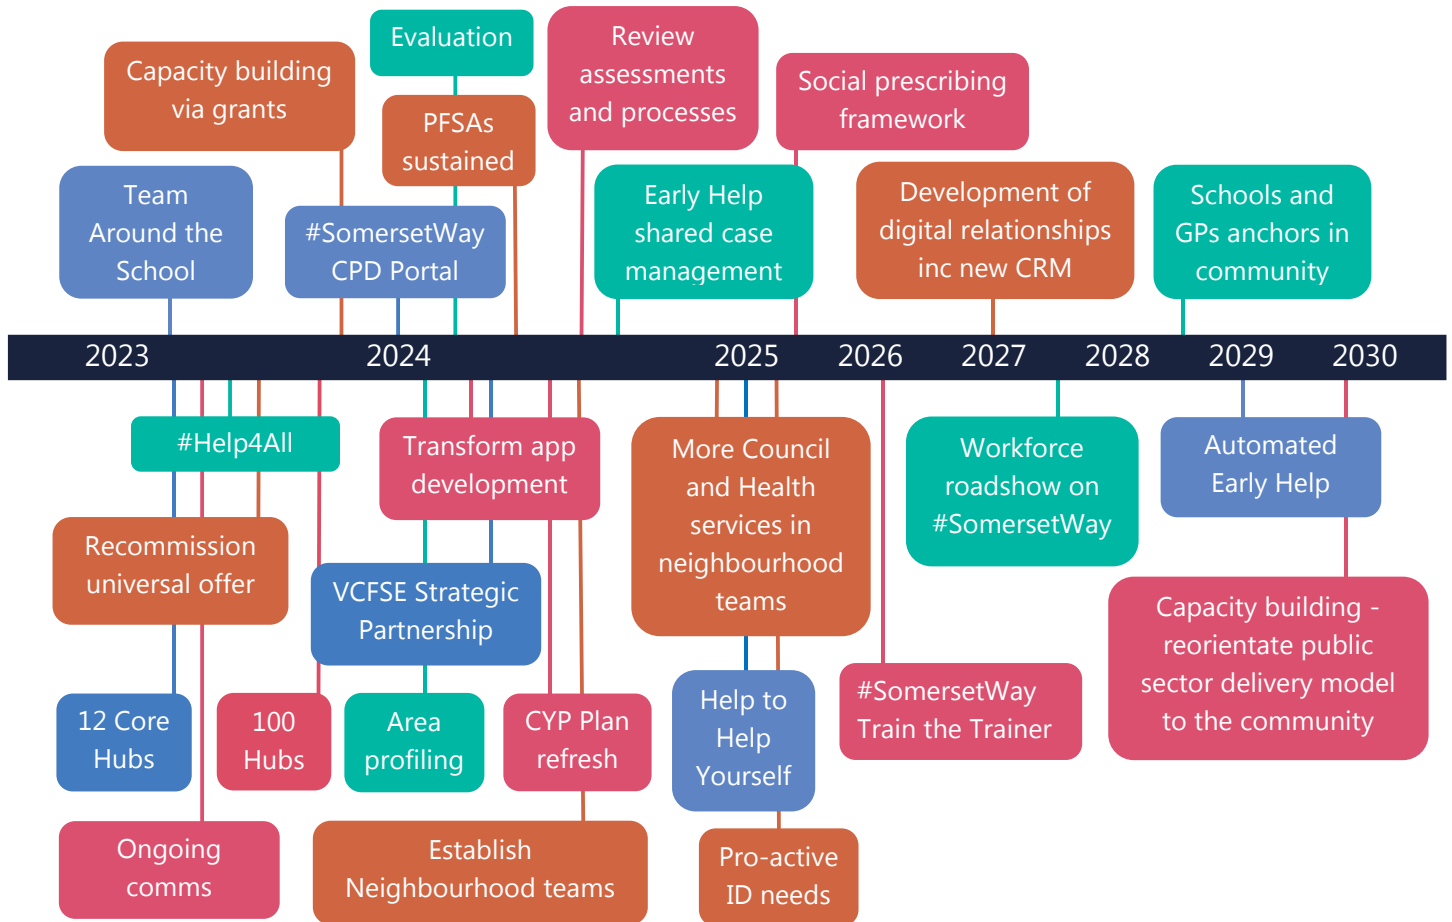 Evaluation
Review
assessments
and processes
Capacity building
via grants
Social prescribing
framework
PFSAs
sustained
Team
Around the
School
#SomersetWay
CPD Portal
Early Help
shared case
management
Development of
digital relationships
inc new CRM
Schools and
GPs anchors in
community
2023 2024 2025 2026 2027 2028 2029 2030
#Help4All
Transform app
development
More Council
and Health
services in
neighbourhood
teams
Workforce
roadshow on
#SomersetWay
Automated
Early Help
Recommission
universal offer
VCFSE Strategic
Partnership
Capacity building -
reorientate public
sector delivery model
to the community
12 Core
Hubs
100
Hubs
Area
profiling
CYP Plan
refresh
Help to
Help
Yourself
#SomersetWay
Train the Trainer
Ongoing
comms
Establish
Neighbourhood teams
Pro-active
ID needs